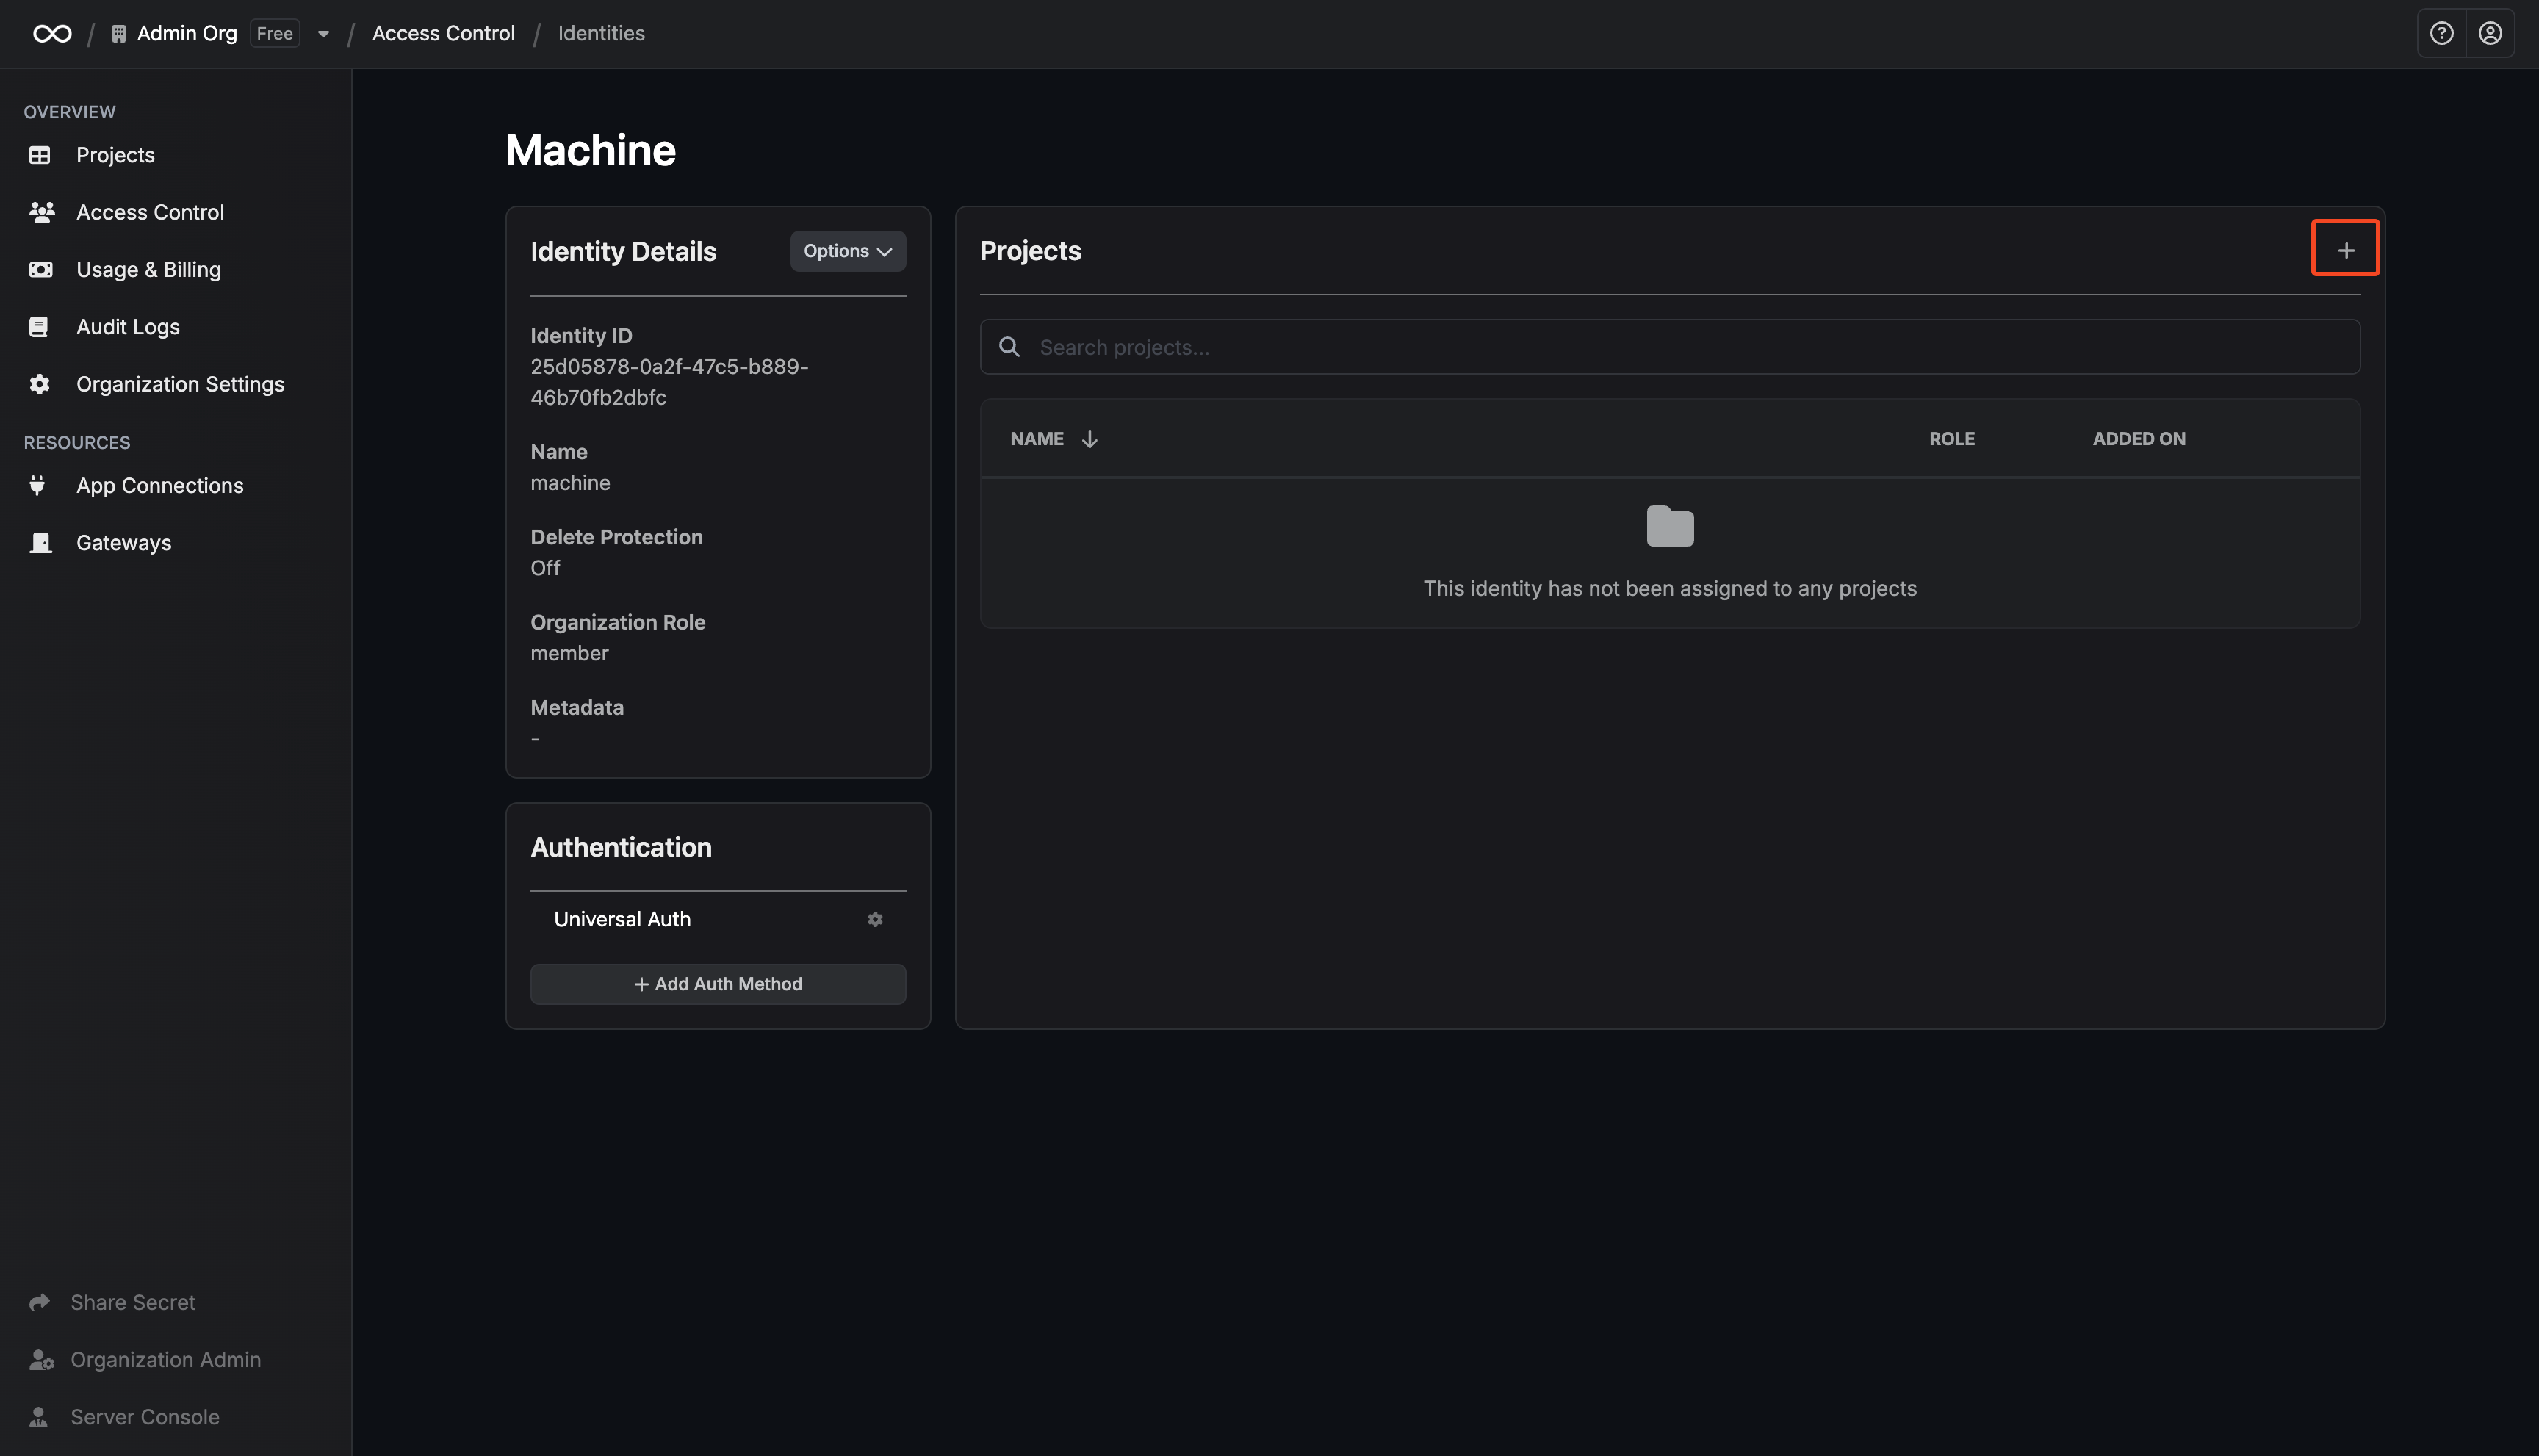 / Admin Org Free / Access Control / Identities
OVERVIEW
Projects
Access Control
Usage & Billing
Audit Logs
Organization Settings
RESOURCES
App Connections
Gateways
Share Secret
Organization Admin
Server Console
Machine
Identity Details
Options
Identity ID
25d05878-0a2f-47c5-b889-
46b70fb2dbfc
Name
machine
Delete Protection
Off
Organization Role
member
Metadata
-
Authentication
Universal Auth
+ Add Auth Method
Projects
+
Search projects...
NAME ROLE ADDED ON
This identity has not been assigned to any projects